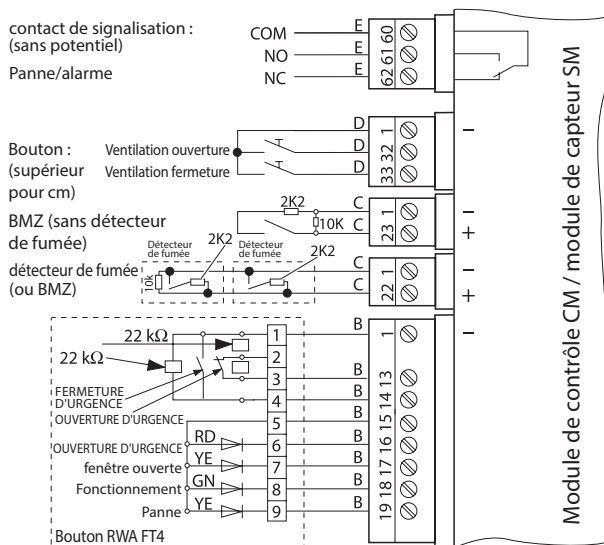 contact de signalisation :
(sans potentiel)
Panne/alarme
COM E 60
NO E 61
NC E 62
Bouton :
(supérieur
pour cm)
Ventilation ouverture
Ventilation fermeture
D 1 −
D 32
D 33
BMZ (sans détecteur
de fumée)
2K2
10K
C 1 −
C 23 +
détecteur de fumée
(ou BMZ)
Détecteur
de fumée
2K2
Détecteur
de fumée
2K2
10k
C 1 −
C 22 +
22 kΩ
22 kΩ
FERMETURE
D'URGENCE
OUVERTURE D'URGENCE
1 B 1 −
2
3 B 13
4 B 14
5 B 15
OUVERTURE D'URGENCE RD 6 B 16
fenêtre ouverte YE 7 B 17
Fonctionnement GN 8 B 18
Panne YE 9 B 19
Bouton RWA FT4
Module de contrôle CM / module de capteur SM